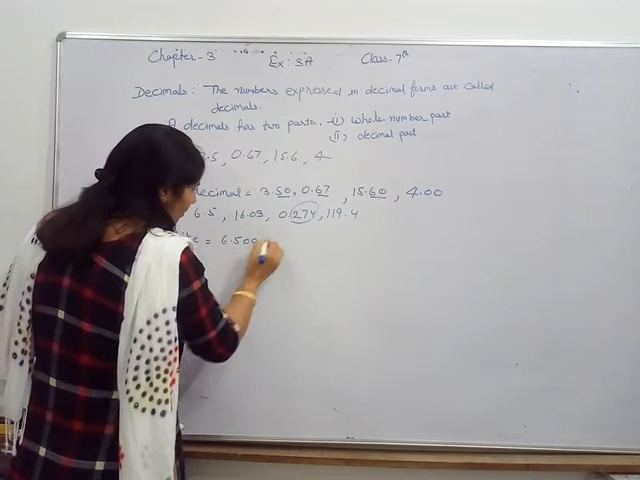 Chapter-3 Ex: 3A Class-7th
Decimals: The numbers expressed in decimal forms are called
decimals.
A decimals has two parts. (i) whole number part
(ii) decimal part
.5, 0.67, 15.6, 4
decimal = 3.50, 0.67, 15.60, 4.00
6.5, 16.03, 0.274, 119.4
= 6.500